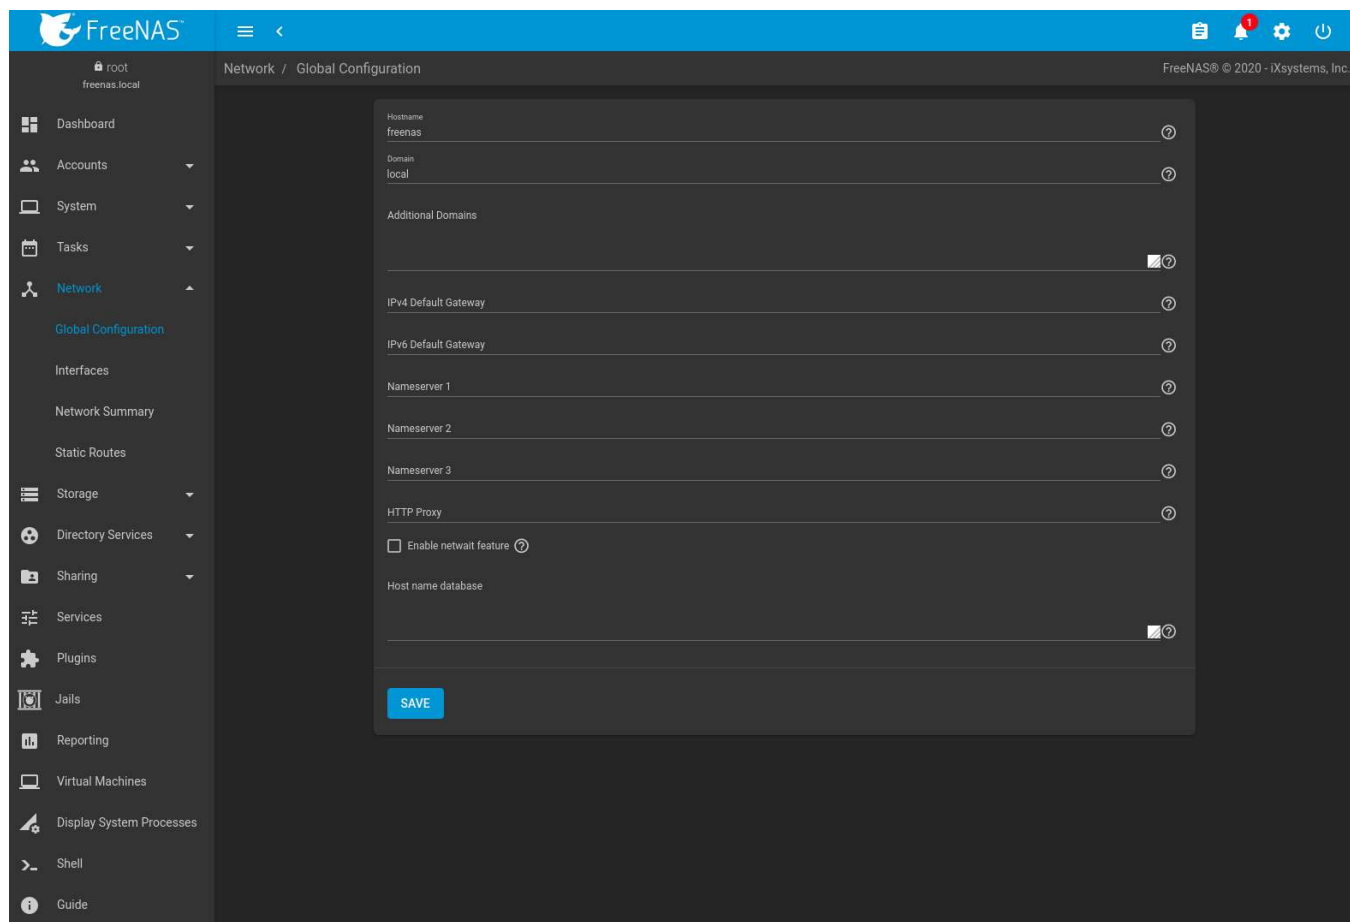 FreeNAS™
1
root
freenas.local
Network / Global Configuration
FreeNAS® © 2020 - iXsystems, Inc.
Dashboard
Accounts
System
Tasks
Network
Global Configuration
Interfaces
Network Summary
Static Routes
Storage
Directory Services
Sharing
Services
Plugins
Jails
Reporting
Virtual Machines
Display System Processes
Shell
Guide
Hostname
freenas
Domain
local
Additional Domains
IPv4 Default Gateway
IPv6 Default Gateway
Nameserver 1
Nameserver 2
Nameserver 3
HTTP Proxy
Enable netwait feature
Host name database
SAVE